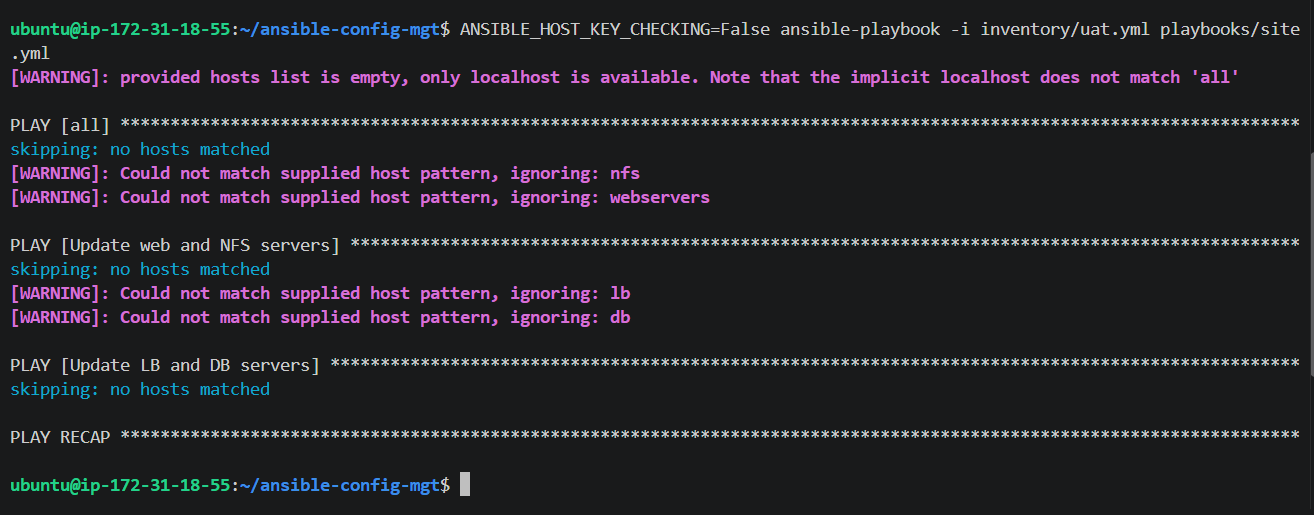 ubuntu@ip-172-31-18-55:~/ansible-config-mgt$ ANSIBLE_HOST_KEY_CHECKING=False ansible-playbook -i inventory/uat.yml playbooks/site
.yml
[WARNING]: provided hosts list is empty, only localhost is available. Note that the implicit localhost does not match 'all'
PLAY [all] **********************************************************************************************************************
skipping: no hosts matched
[WARNING]: Could not match supplied host pattern, ignoring: nfs
[WARNING]: Could not match supplied host pattern, ignoring: webservers
PLAY [Update web and NFS servers] ***********************************************************************************************
skipping: no hosts matched
[WARNING]: Could not match supplied host pattern, ignoring: lb
[WARNING]: Could not match supplied host pattern, ignoring: db
PLAY [Update LB and DB servers] *************************************************************************************************
skipping: no hosts matched
PLAY RECAP **********************************************************************************************************************
ubuntu@ip-172-31-18-55:~/ansible-config-mgt$